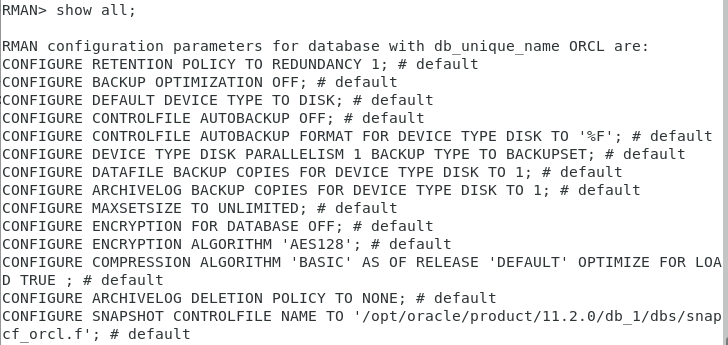 RMAN> show all;
RMAN configuration parameters for database with db_unique_name ORCL are:
CONFIGURE RETENTION POLICY TO REDUNDANCY 1; # default
CONFIGURE BACKUP OPTIMIZATION OFF; # default
CONFIGURE DEFAULT DEVICE TYPE TO DISK; # default
CONFIGURE CONTROLFILE AUTOBACKUP OFF; # default
CONFIGURE CONTROLFILE AUTOBACKUP FORMAT FOR DEVICE TYPE DISK TO '%F'; # default
CONFIGURE DEVICE TYPE DISK PARALLELISM 1 BACKUP TYPE TO BACKUPSET; # default
CONFIGURE DATAFILE BACKUP COPIES FOR DEVICE TYPE DISK TO 1; # default
CONFIGURE ARCHIVELOG BACKUP COPIES FOR DEVICE TYPE DISK TO 1; # default
CONFIGURE MAXSETSIZE TO UNLIMITED; # default
CONFIGURE ENCRYPTION FOR DATABASE OFF; # default
CONFIGURE ENCRYPTION ALGORITHM 'AES128'; # default
CONFIGURE COMPRESSION ALGORITHM 'BASIC' AS OF RELEASE 'DEFAULT' OPTIMIZE FOR LOA
D TRUE ; # default
CONFIGURE ARCHIVELOG DELETION POLICY TO NONE; # default
CONFIGURE SNAPSHOT CONTROLFILE NAME TO '/opt/oracle/product/11.2.0/db_1/dbs/snap
cf_orcl.f'; # default